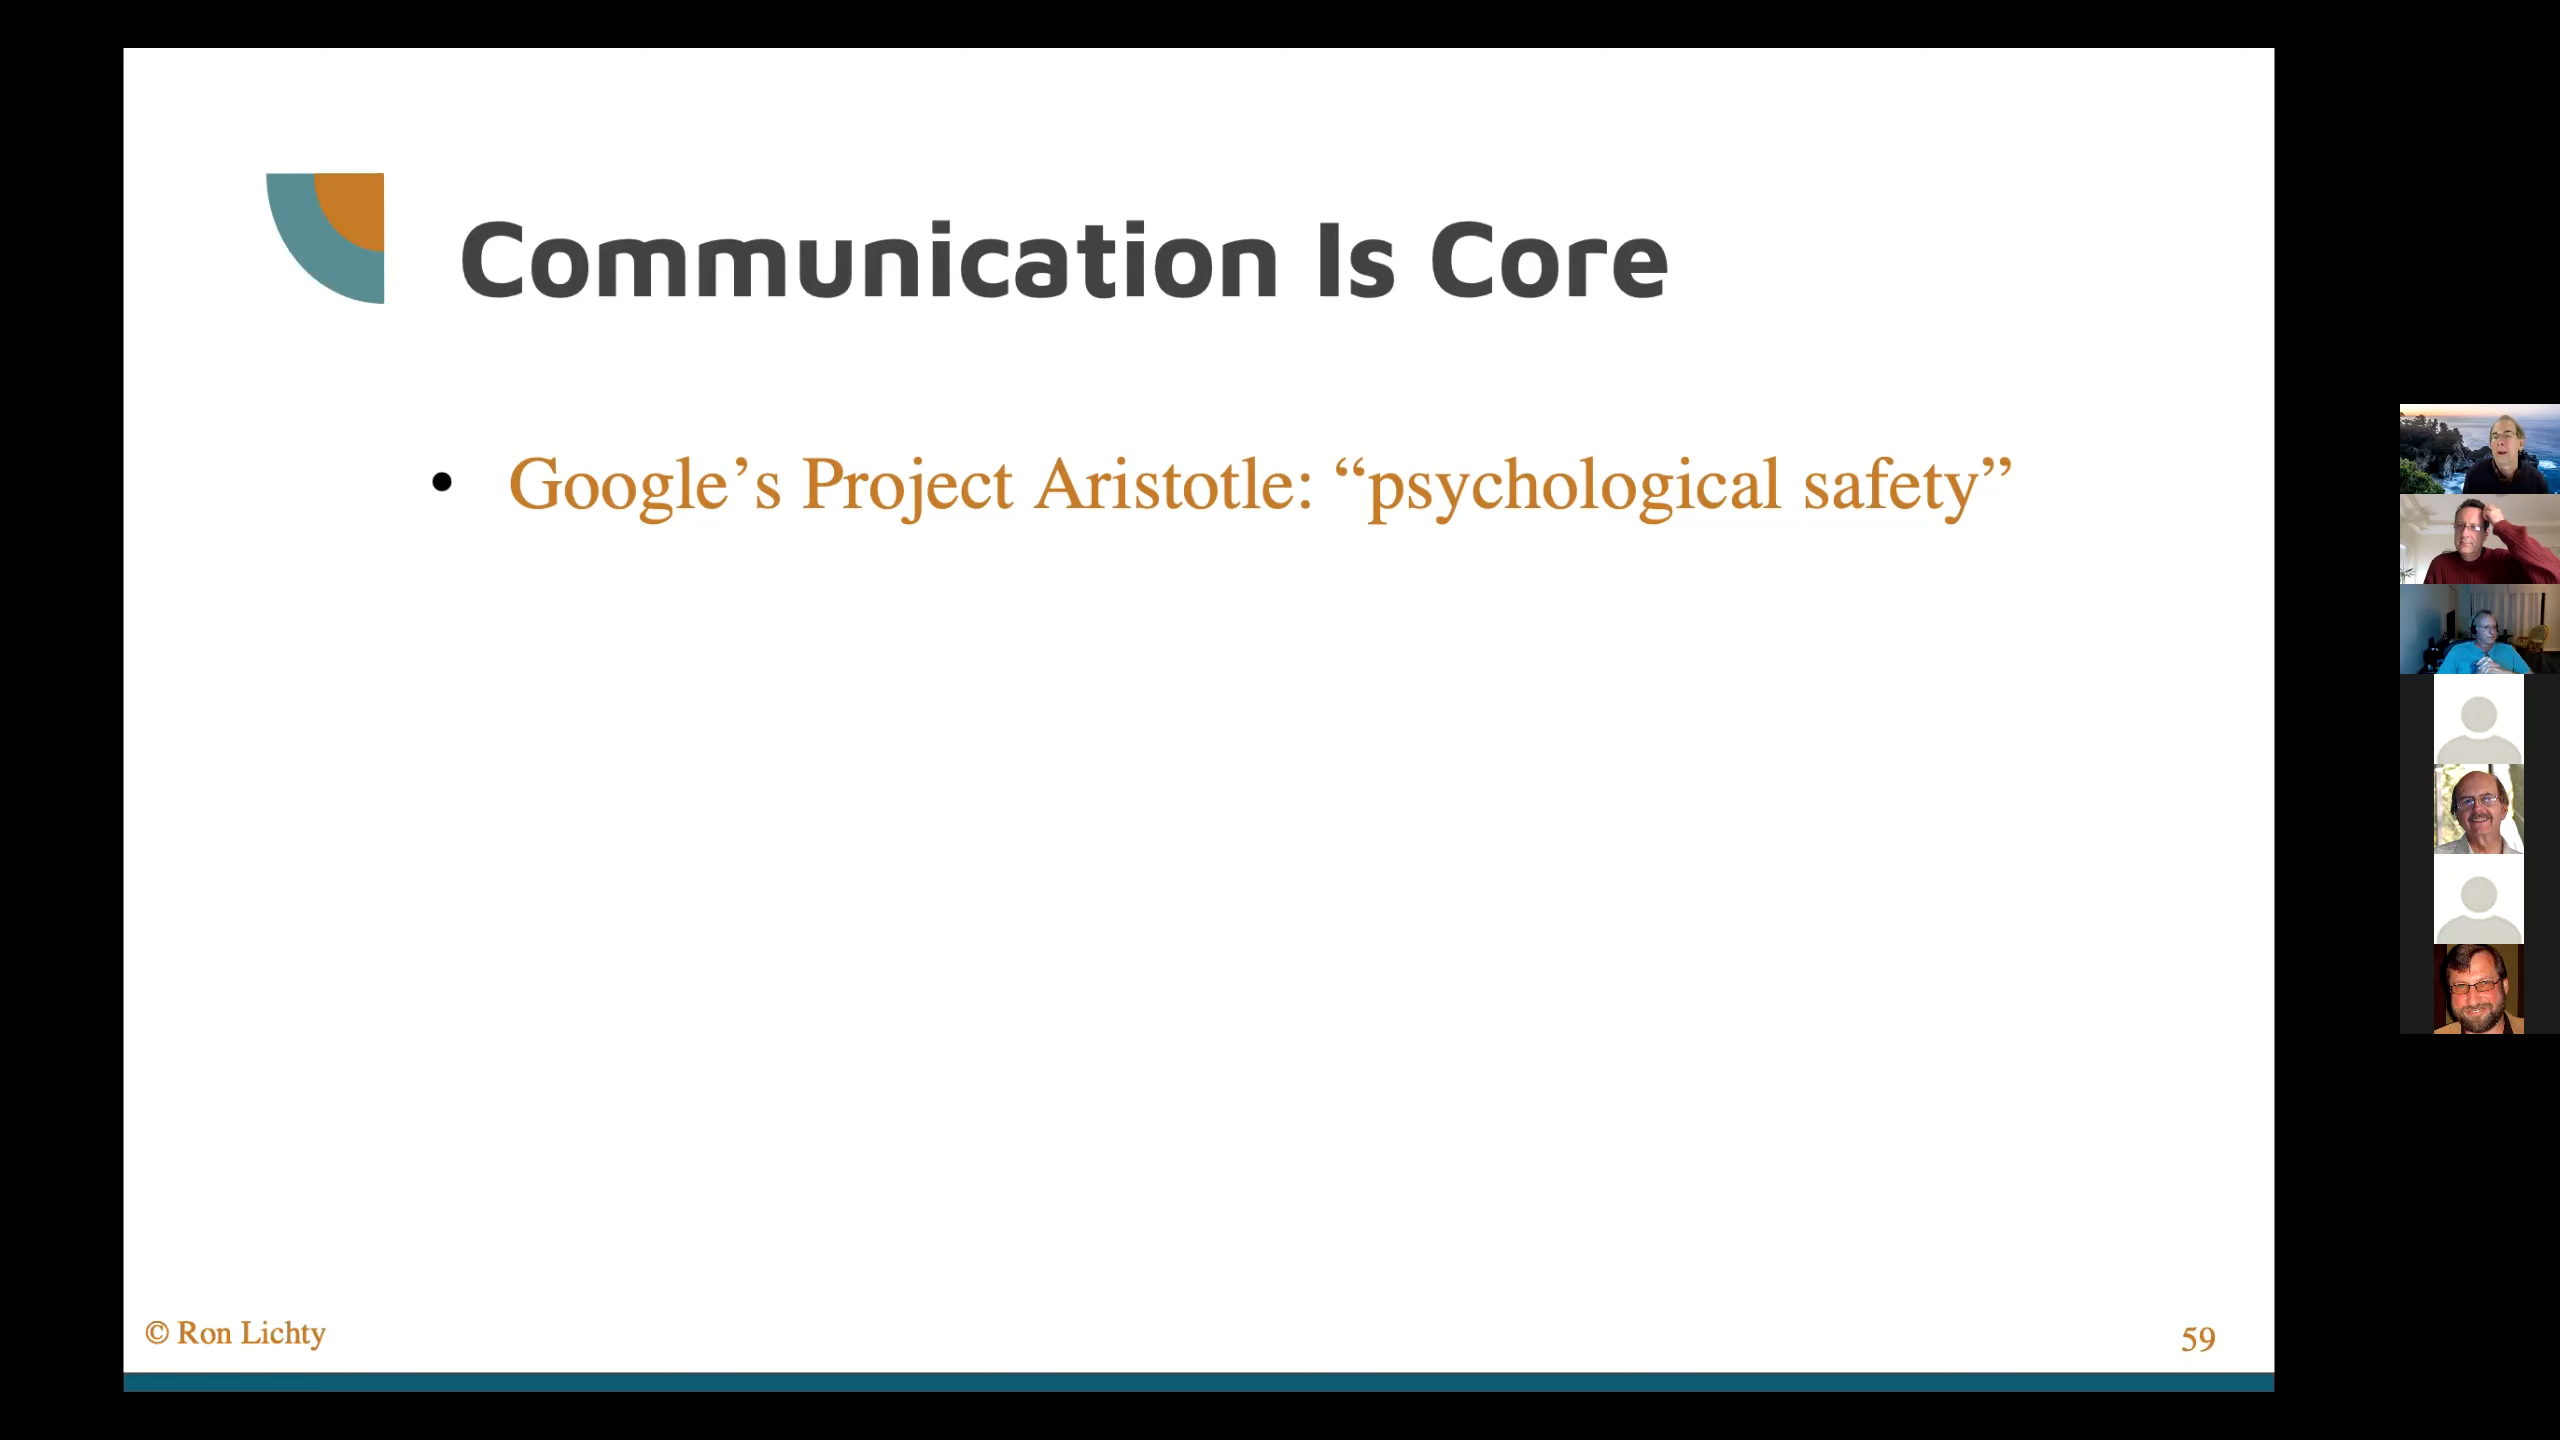 Communication Is Core
• Google’s Project Aristotle: “psychological safety”
© Ron Lichty
59